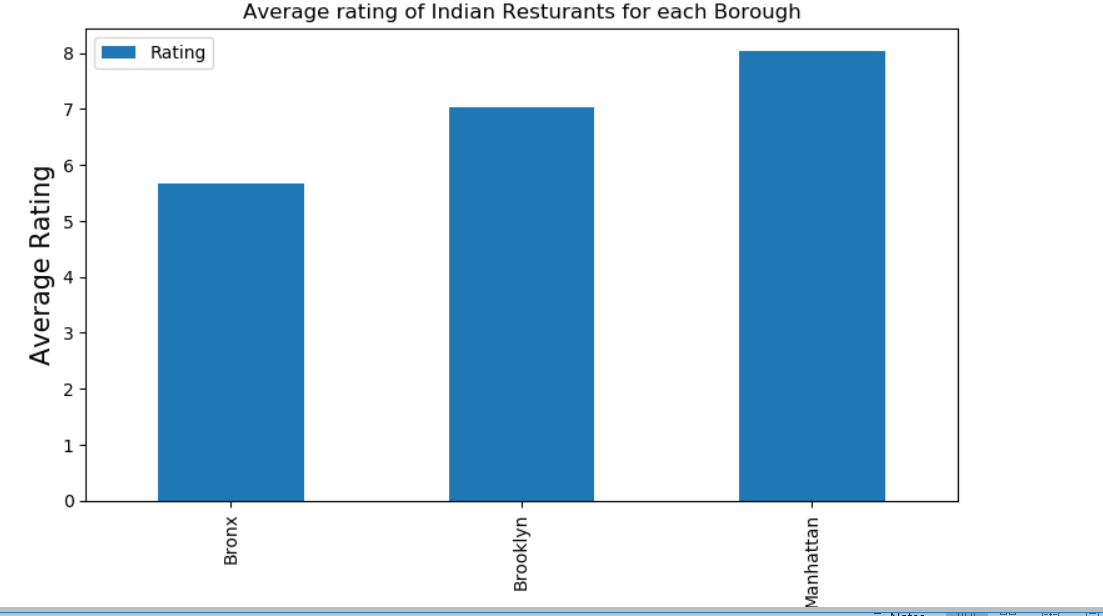 Average rating of Indian Resturants for each Borough
Rating
Average Rating
8
7
6
5
4
3
2
1
0
Bronx
Brooklyn
Manhattan